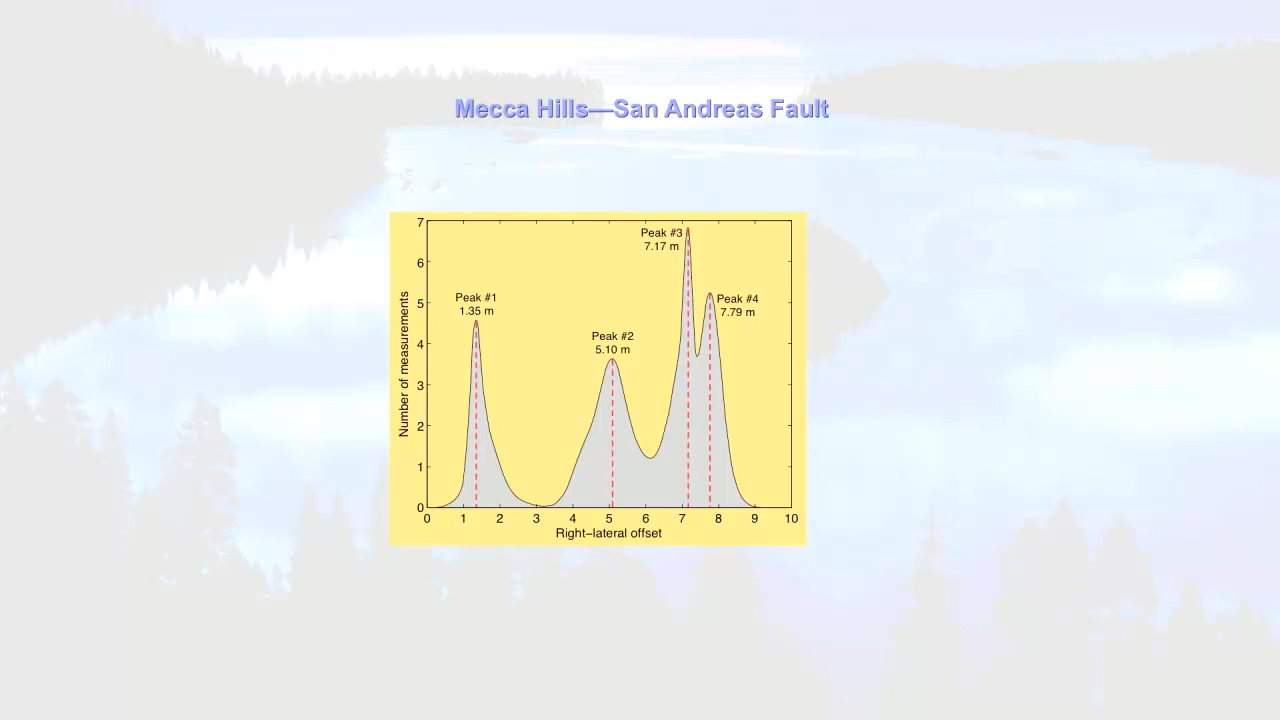 Mecca Hills—San Andreas Fault
7
6
5
4
3
2
1
0
Number of measurements
Peak #1
1.35 m
Peak #2
5.10 m
Peak #3
7.17 m
Peak #4
7.79 m
0 1 2 3 4 5 6 7 8 9 10
Right–lateral offset